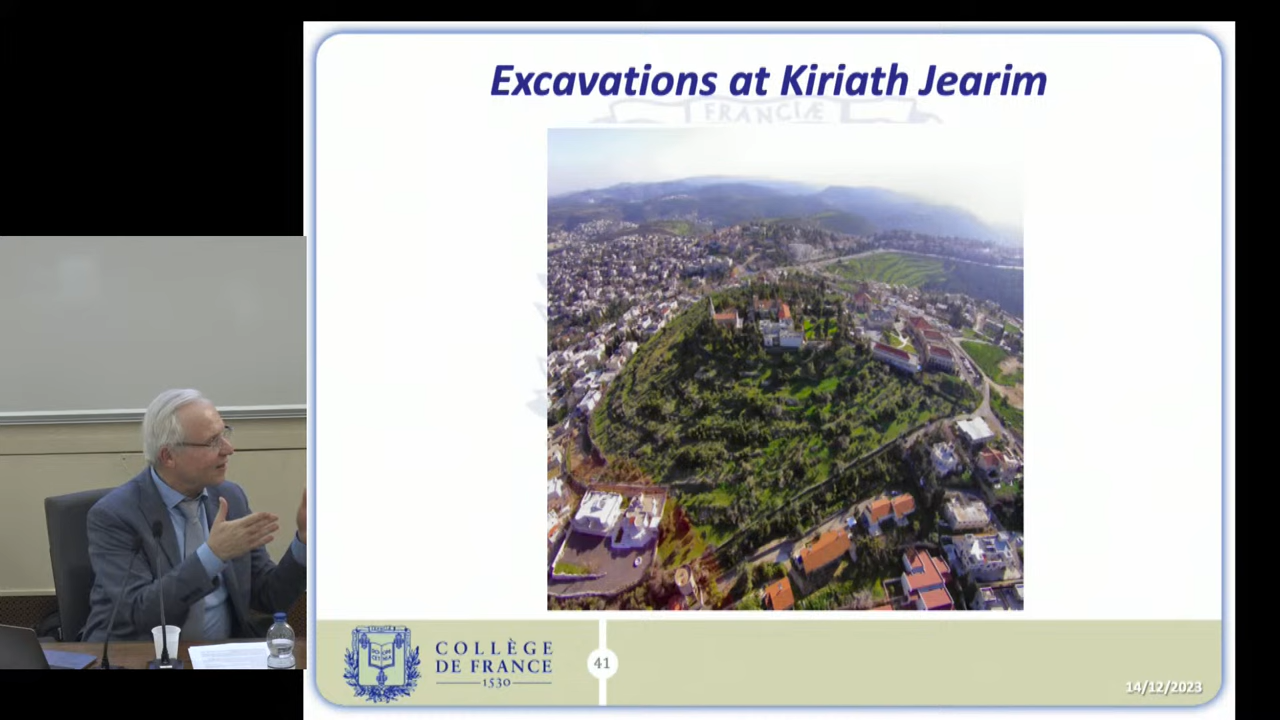 Excavations at Kiriath Jearim
FRANCIÆ
COLLÈGE
DE FRANCE
1530
41
14/12/2023